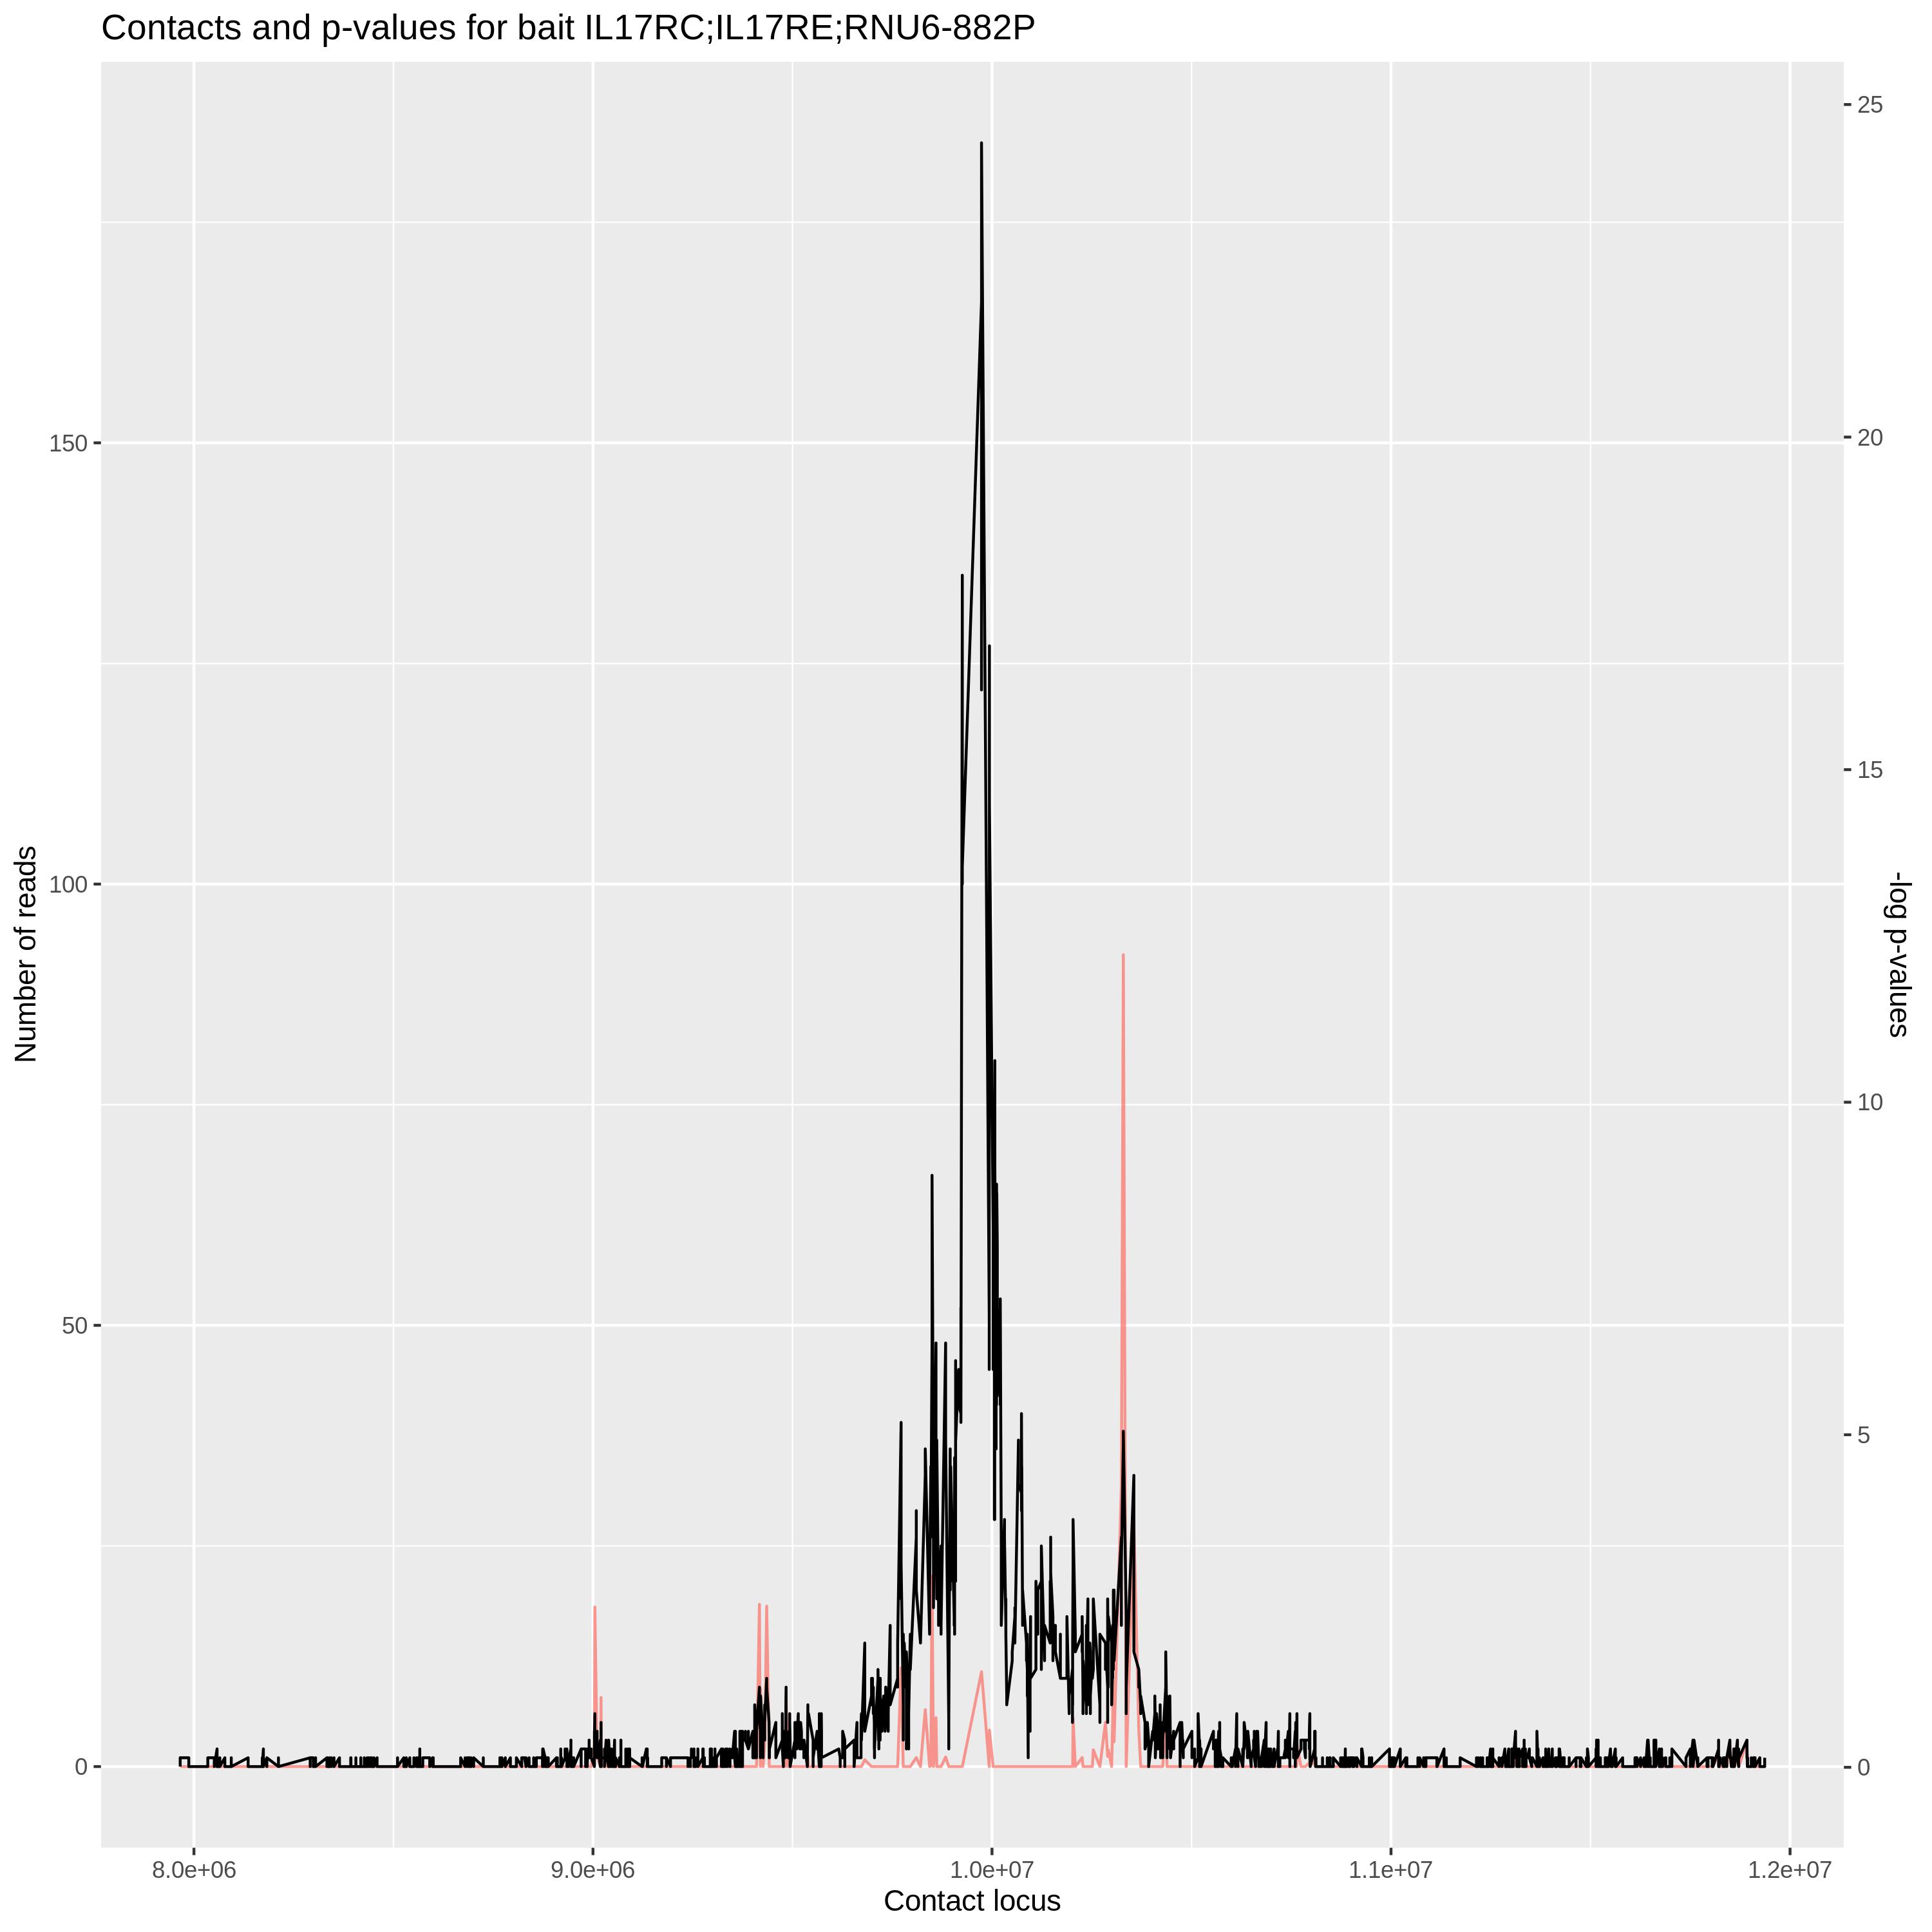 Contacts and p-values for bait IL17RC;IL17RE;RNU6-882P
Number of reads
150
100
50
0
25
20
15
10
5
0
-log p-values
8.0e+06 9.0e+06 1.0e+07 1.1e+07 1.2e+07
Contact locus